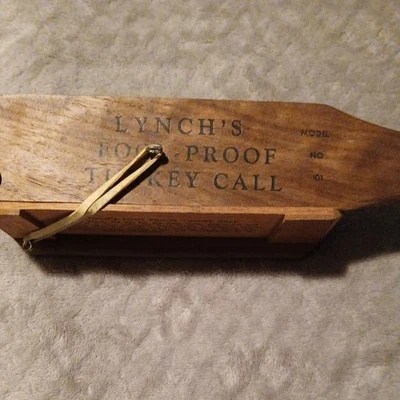 LYNCH'S
FOOL PROOF
TURKEY CALL
MODEL
NO